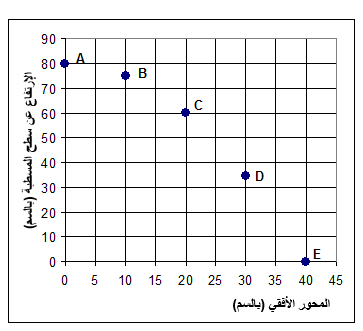 90
80
70
60
50
40
30
20
10
0
A
B
C
D
E
0 5 10 15 20 25 30 35 40 45
الإرتفاع عن سطح المسطبة (بالسم)
المحور الأفقي (بالسم)